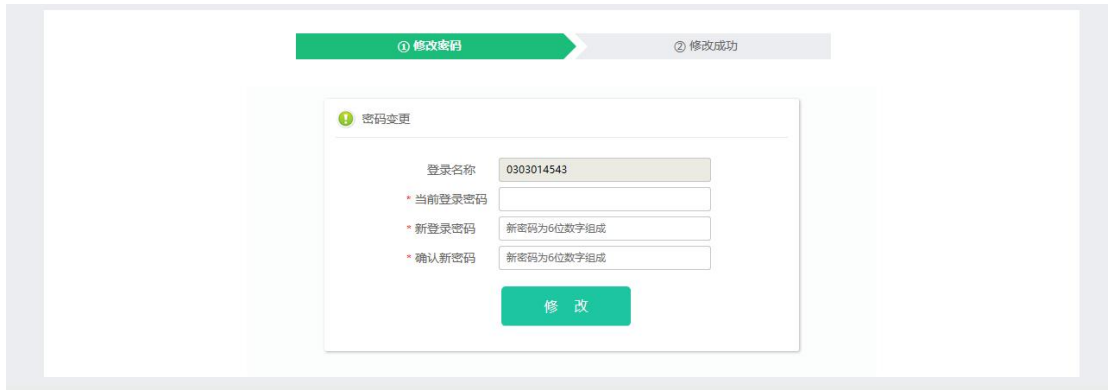 ① 修改密码
② 修改成功
密码变更
登录名称 0303014543
* 当前登录密码
* 新登录密码 新密码为6位数字组成
* 确认新密码 新密码为6位数字组成
修 改